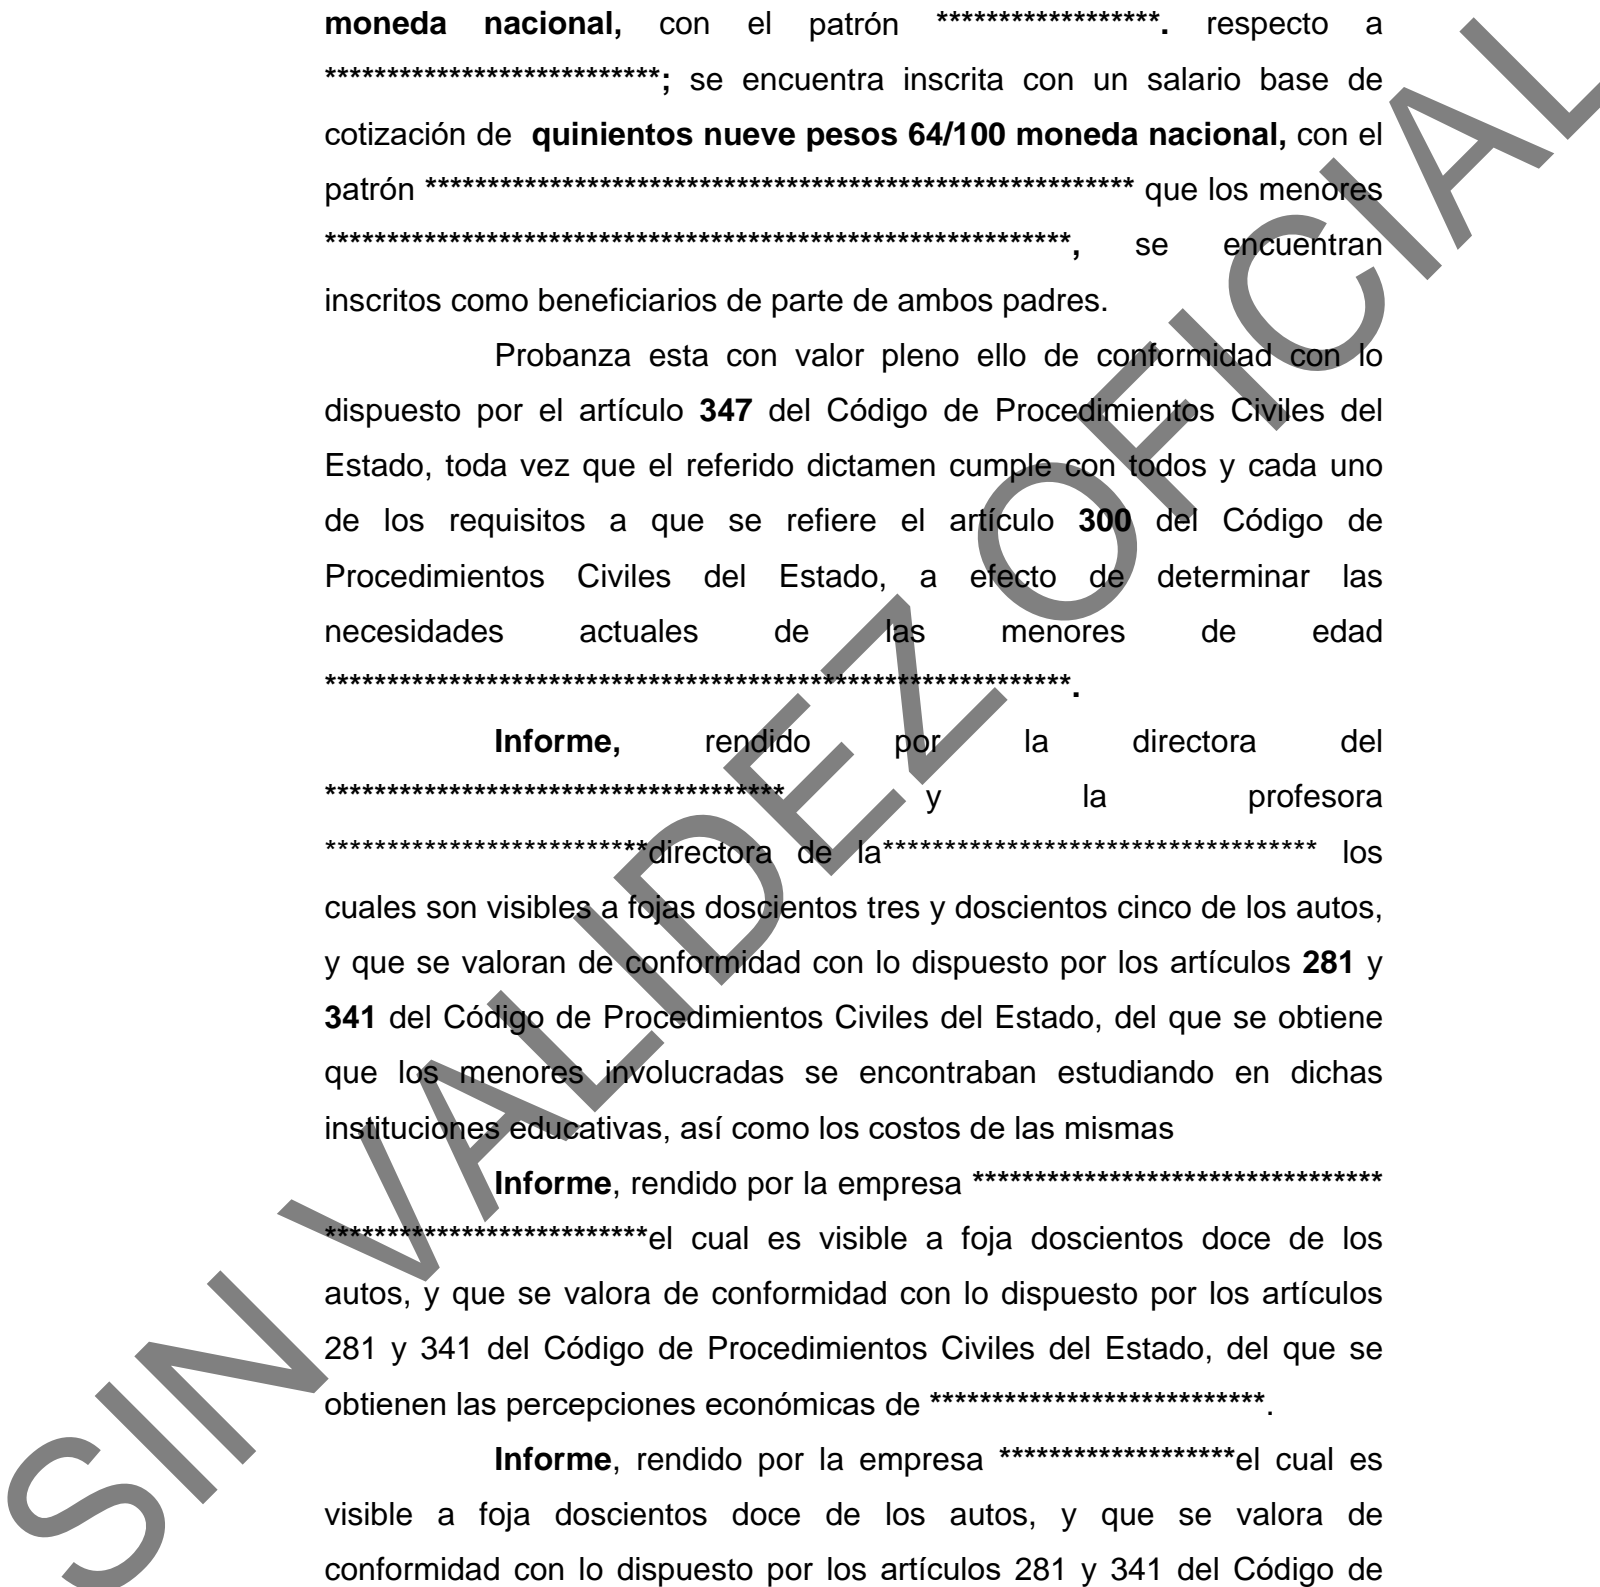 moneda nacional, con el patrón ******************. respecto a
***************************; se encuentra inscrita con un salario base de
cotización de quinientos nueve pesos 64/100 moneda nacional, con el
patrón ********************************************************* que los menores
************************************************************, se encuentran
inscritos como beneficiarios de parte de ambos padres.
Probanza esta con valor pleno ello de conformidad con lo
dispuesto por el artículo 347 del Código de Procedimientos Civiles del
Estado, toda vez que el referido dictamen cumple con todos y cada uno
de los requisitos a que se refiere el artículo 300 del Código de
Procedimientos Civiles del Estado, a efecto de determinar las
necesidades actuales de las menores de edad
************************************************************.
Informe, rendido por la directora del
************************************* y la profesora
**************************directora de la*********************************** los
cuales son visibles a fojas doscientos tres y doscientos cinco de los autos,
y que se valoran de conformidad con lo dispuesto por los artículos 281 y
341 del Código de Procedimientos Civiles del Estado, del que se obtiene
que los menores involucradas se encontraban estudiando en dichas
instituciones educativas, así como los costos de las mismas
Informe, rendido por la empresa *********************************
**************************el cual es visible a foja doscientos doce de los
autos, y que se valora de conformidad con lo dispuesto por los artículos
281 y 341 del Código de Procedimientos Civiles del Estado, del que se
obtienen las percepciones económicas de ***************************.
Informe, rendido por la empresa *******************el cual es
visible a foja doscientos doce de los autos, y que se valora de
conformidad con lo dispuesto por los artículos 281 y 341 del Código de
SIN VALIDEZ OFICIAL